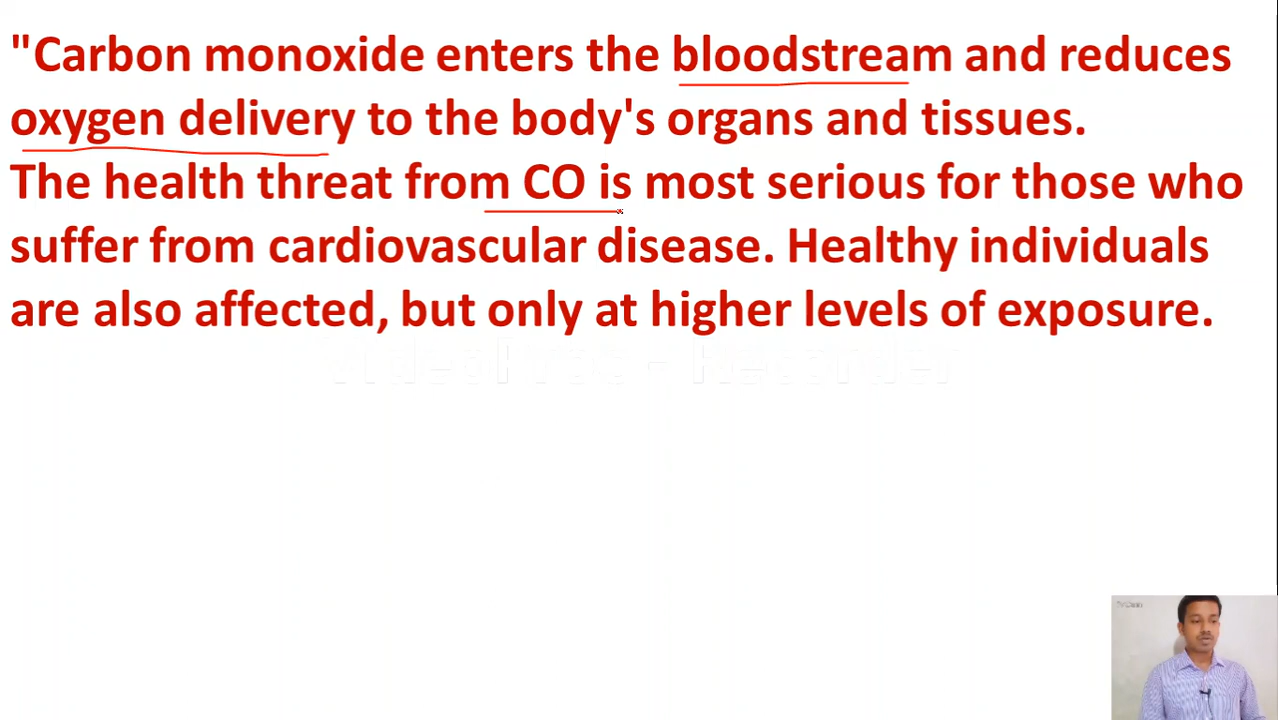 "Carbon monoxide enters the bloodstream and reduces
oxygen delivery to the body's organs and tissues.
The health threat from CO is most serious for those who
suffer from cardiovascular disease. Healthy individuals
are also affected, but only at higher levels of exposure.
VideoProc - Recorder